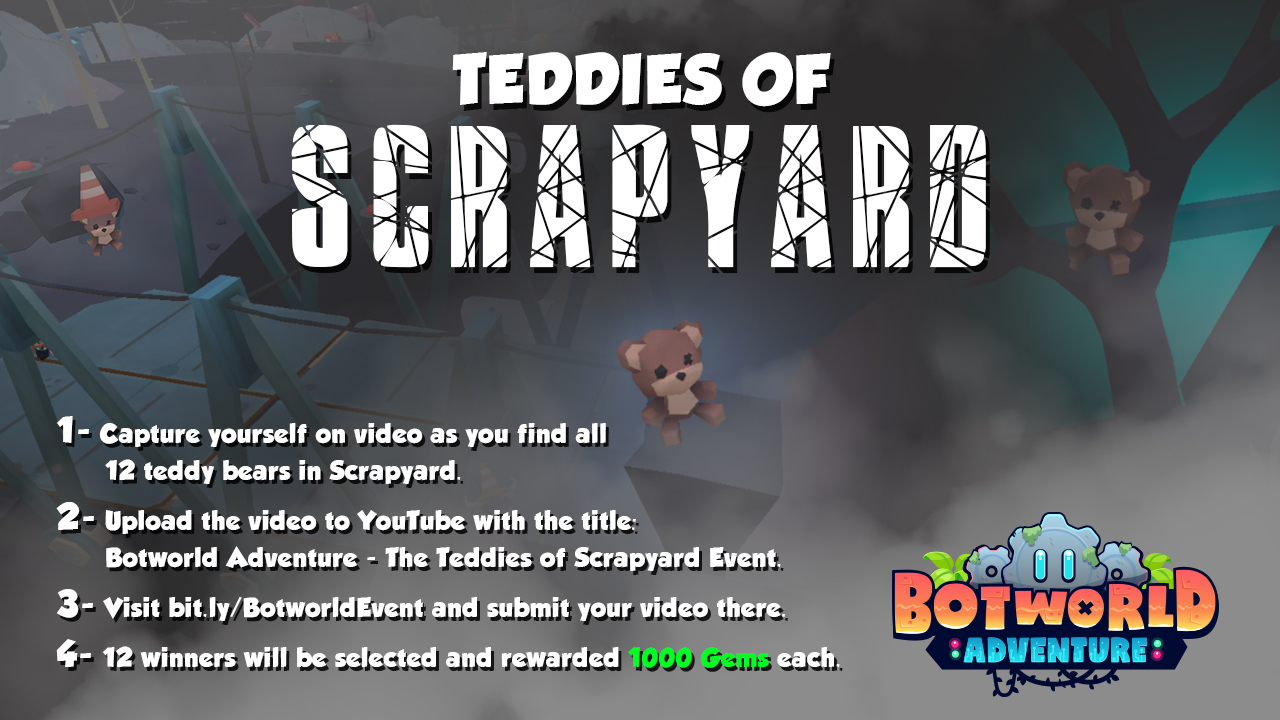 TEDDIES OF
SCRAPYARD
1- Capture yourself on video as you find all
12 teddy bears in Scrapyard.
2- Upload the video to YouTube with the title:
Botworld Adventure - The Teddies of Scrapyard Event.
3- Visit bit.ly/BotworldEvent and submit your video there.
4- 12 winners will be selected and rewarded 1000 Gems each.
BOTWORLD
ADVENTURE